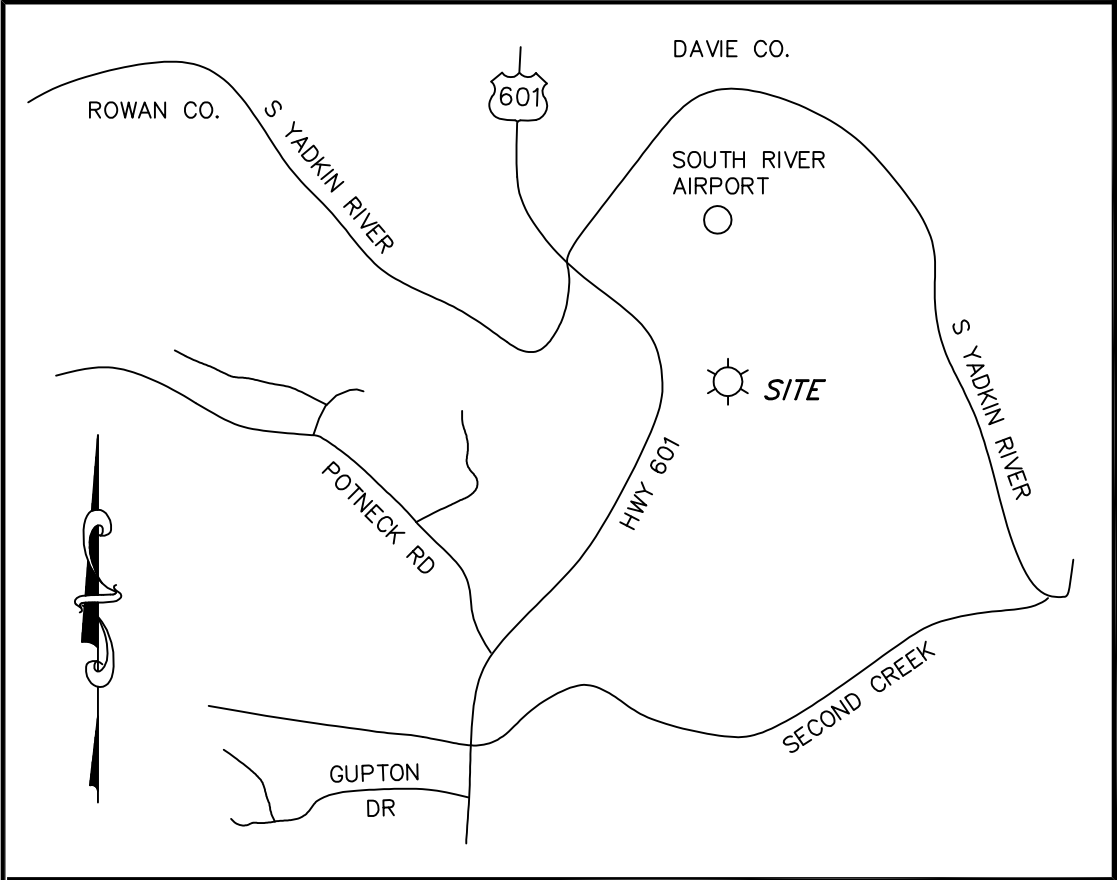 DAVIE CO.
601
ROWAN CO.
S YADKIN RIVER
SOUTH RIVER
AIRPORT
SITE
S YADKIN RIVER
HWY 601
POTNECK RD
SECOND CREEK
GUPTON
DR